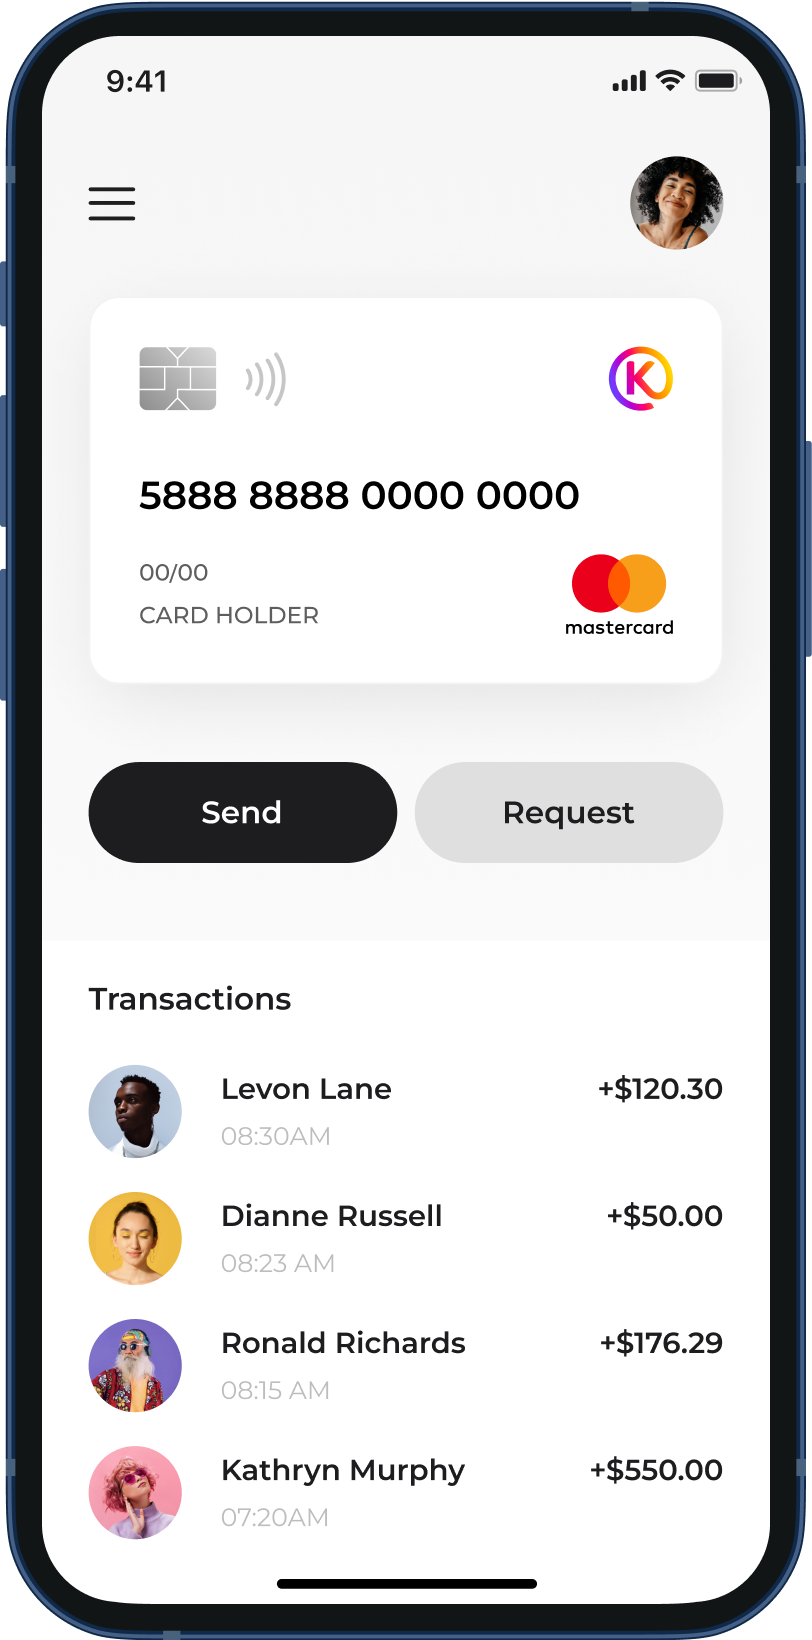 9:41
K
5888 8888 0000 0000
00/00
CARD HOLDER
mastercard
Send
Request
Transactions
Levon Lane
+$120.30
08:30AM
Dianne Russell
+$50.00
08:23 AM
Ronald Richards
+$176.29
08:15 AM
Kathryn Murphy
+$550.00
07:20AM